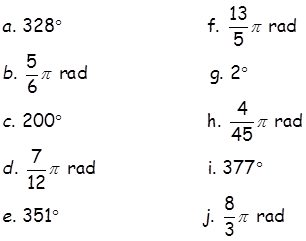 a. 328°
b. 5/6 π rad
c. 200°
d. 7/12 π rad
e. 351°
f. 13/5 π rad
g. 2°
h. 4/45 π rad
i. 377°
j. 8/3 π rad